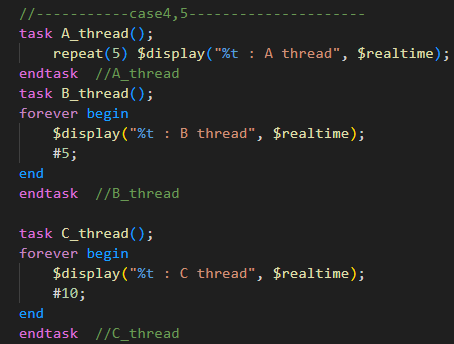 //-----------case4,5---------------------
task A_thread();
    repeat(5) $display("%t : A thread", $realtime);
endtask  //A_thread
task B_thread();
forever begin
    $display("%t : B thread", $realtime);
    #5;
end
endtask  //B_thread

task C_thread();
forever begin
    $display("%t : C thread", $realtime);
    #10;
end
endtask  //C_thread